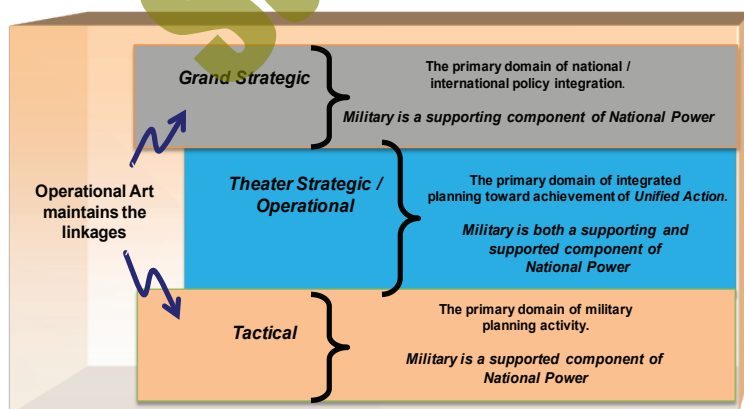 Grand Strategic
The primary domain of national /
international policy integration.
Military is a supporting component of National Power
Operational Art
maintains the
linkages
Theater Strategic /
Operational
The primary domain of integrated
planning toward achievement of Unified Action.
Military is both a supporting and
supported component of
National Power
Tactical
The primary domain of military
planning activity.
Military is a supported component of
National Power